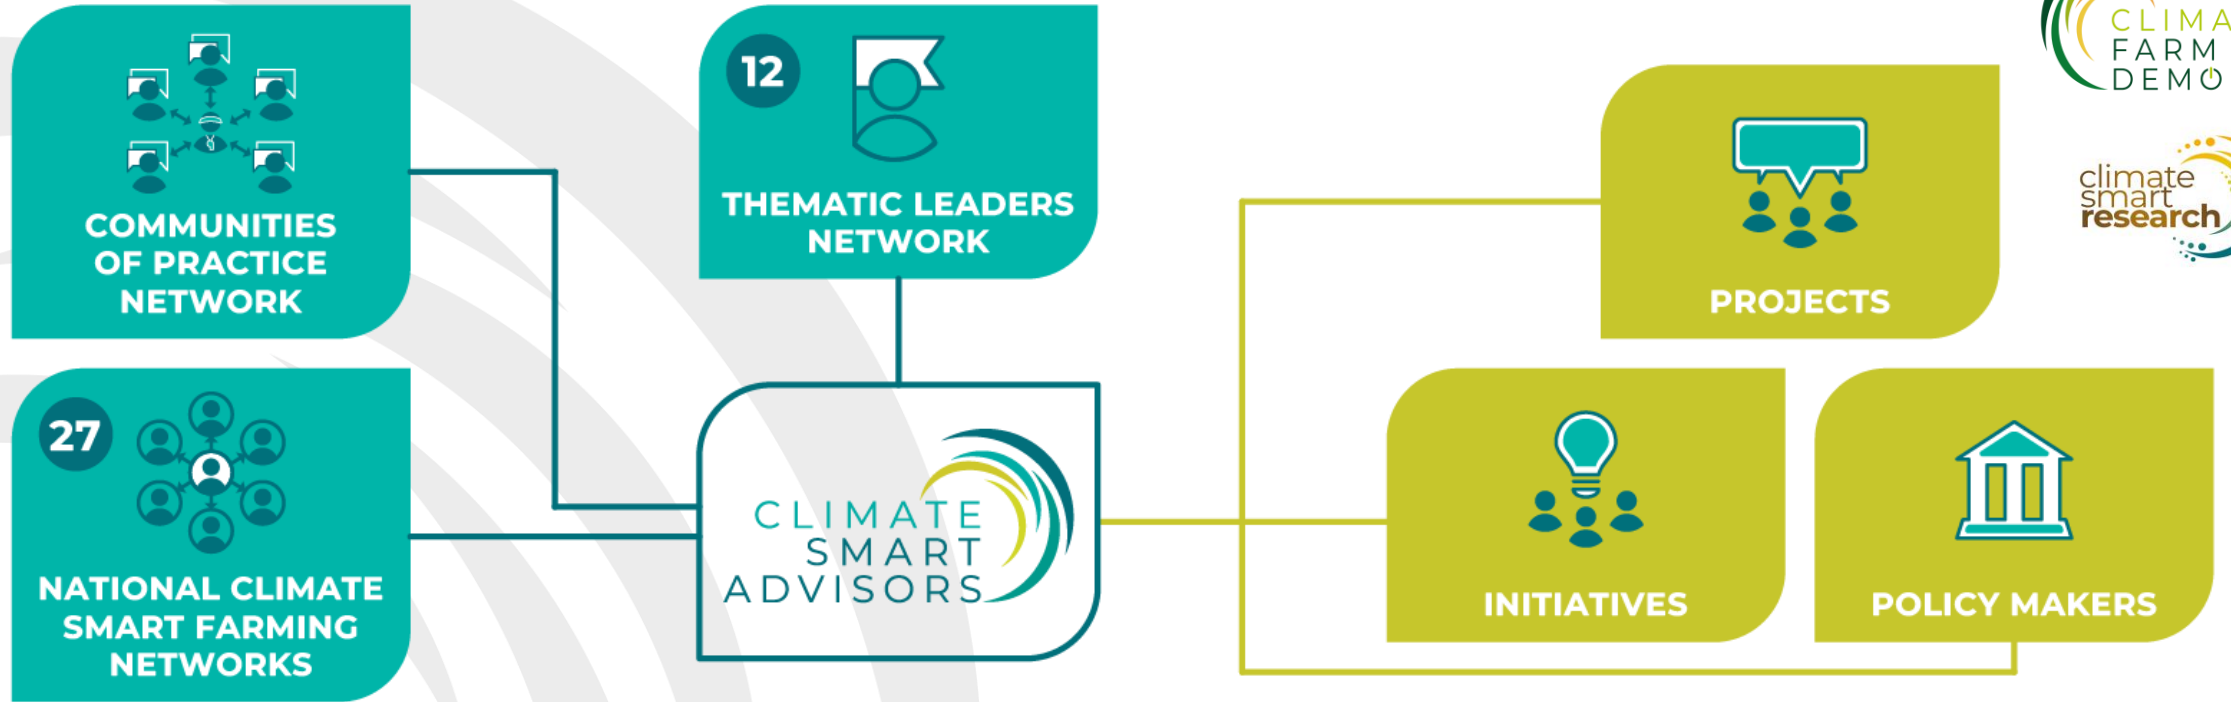 COMMUNITIES
OF PRACTICE
NETWORK
12
THEMATIC LEADERS
NETWORK
27
NATIONAL CLIMATE
SMART FARMING
NETWORKS
CLIMATE
SMART
ADVISORS
PROJECTS
INITIATIVES
POLICY MAKERS
FARM
DEMO
climate
smart
research